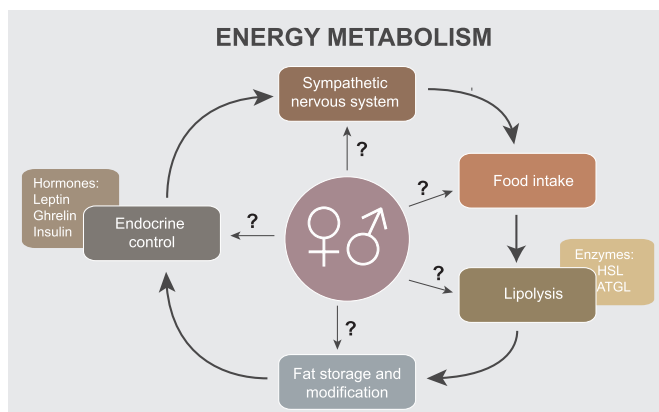 ENERGY METABOLISM
Sympathetic
nervous system
?
Food intake
?
Hormones:
Leptin
Ghrelin
Insulin
Endocrine
control
?
Enzymes:
HSL
ATGL
Lipolysis
?
?
Fat storage and
modification